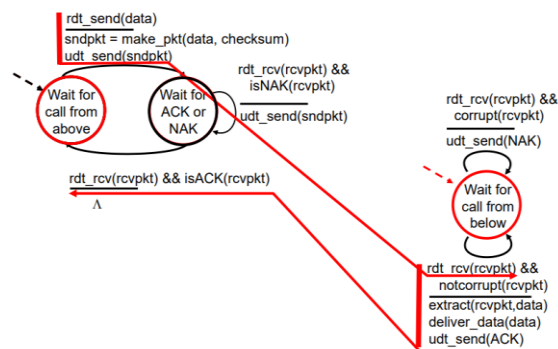 rdt_send(data)
sndpkt = make_pkt(data, checksum)
udt_send(sndpkt)
Wait for
call from
above
Wait for
ACK or
NAK
rdt_rcv(rcvpkt) &&
isNAK(rcvpkt)
udt_send(sndpkt)
rdt_rcv(rcvpkt) && isACK(rcvpkt)
Λ
rdt_rcv(rcvpkt) &&
corrupt(rcvpkt)
udt_send(NAK)
Wait for
call from
below
rdt_rcv(rcvpkt) &&
notcorrupt(rcvpkt)
extract(rcvpkt,data)
deliver_data(data)
udt_send(ACK)